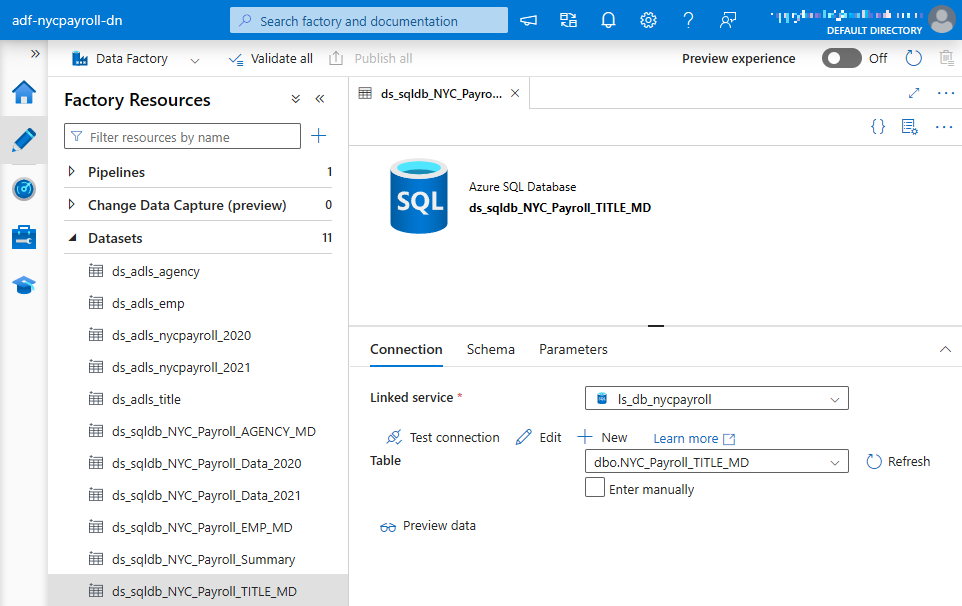 adf-nycpayroll-dn
Search factory and documentation
DEFAULT DIRECTORY
»
Data Factory
Validate all
Publish all
Preview experience
Off
Factory Resources
«
Filter resources by name
Pipelines 1
Change Data Capture (preview) 0
Datasets 11
ds_adls_agency
ds_adls_emp
ds_adls_nycpayroll_2020
ds_adls_nycpayroll_2021
ds_adls_title
ds_sqldb_NYC_Payroll_AGENCY_MD
ds_sqldb_NYC_Payroll_Data_2020
ds_sqldb_NYC_Payroll_Data_2021
ds_sqldb_NYC_Payroll_EMP_MD
ds_sqldb_NYC_Payroll_Summary
ds_sqldb_NYC_Payroll_TITLE_MD
ds_sqldb_NYC_Payro...
{}
SQL
Azure SQL Database
ds_sqldb_NYC_Payroll_TITLE_MD
Connection Schema Parameters
Linked service *
ls_db_nycpayroll
Test connection Edit New Learn more
Table
dbo.NYC_Payroll_TITLE_MD
Refresh
Enter manually
Preview data